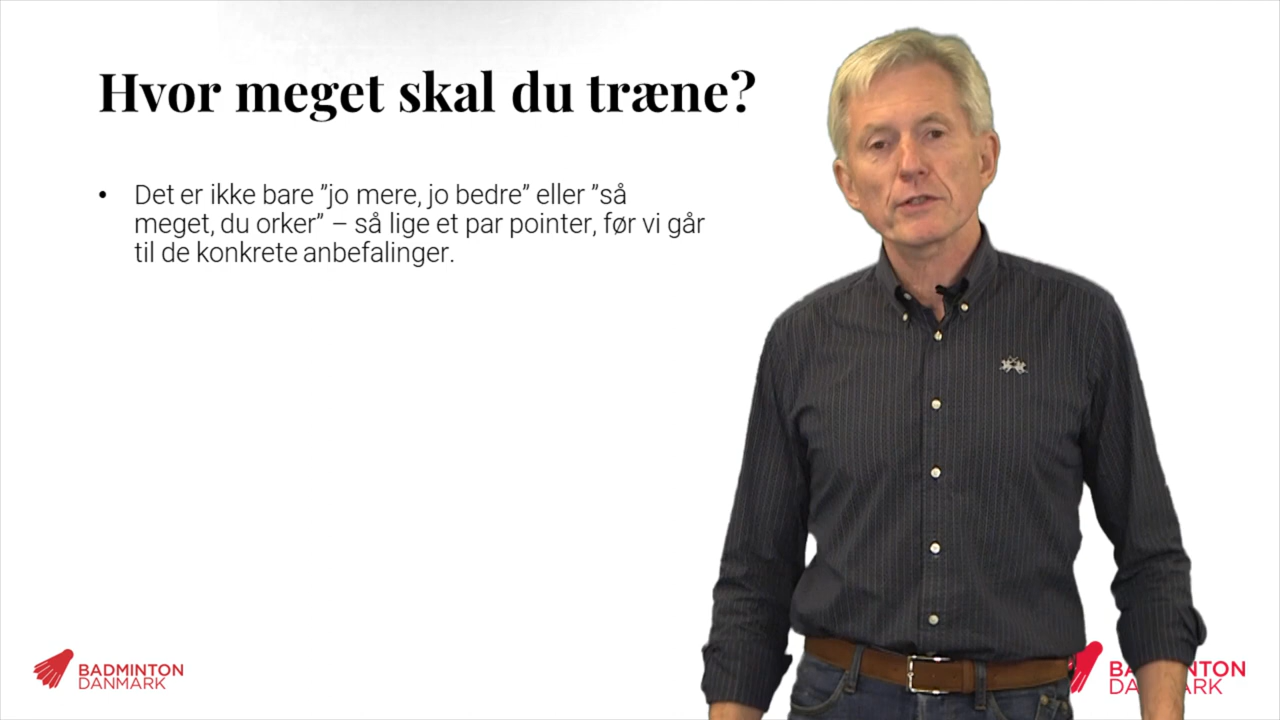 Hvor meget skal du træne?
• Det er ikke bare ”jo mere, jo bedre” eller ”så
meget, du orker” – så lige et par pointer, før vi går
til de konkrete anbefalinger.
BADMINTON
DANMARK
BADMINTON
DANMARK